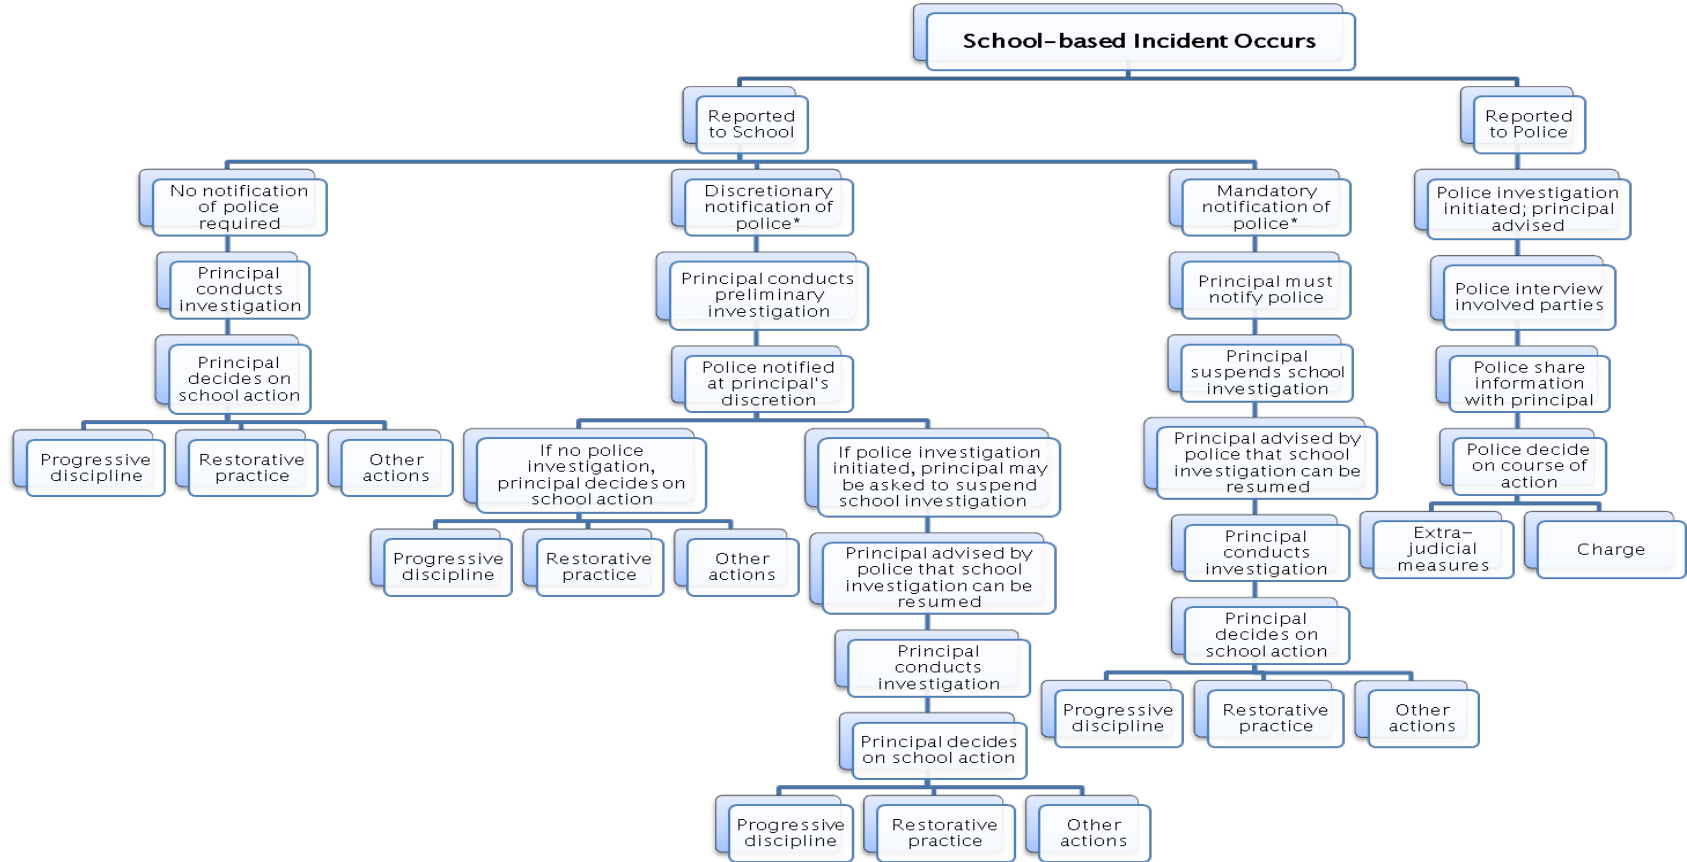 School-based Incident Occurs
Reported
to School
Reported
to Police
No notification
of police
required
Principal
conducts
investigation
Principal
decides on
school action
Progressive
discipline
Restorative
practice
Other
actions
Discretionary
notification of
police*
Principal conducts
preliminary
investigation
Police notified
at principal's
discretion
If no police
investigation,
principal decides on
school action
Progressive
discipline
Restorative
practice
Other
actions
If police investigation
initiated, principal may
be asked to suspend
school investigation
Principal advised by
police that school
investigation can be
resumed
Principal
conducts
investigation
Principal decides
on school action
Progressive
discipline
Restorative
practice
Other
actions
Mandatory
notification of
police*
Principal must
notify police
Principal
suspends school
investigation
Principal advised by
police that school
investigation can be
resumed
Principal
conducts
investigation
Principal
decides on
school action
Progressive
discipline
Restorative
practice
Other
actions
Police investigation
initiated; principal
advised
Police interview
involved parties
Police share
information
with principal
Police decide
on course of
action
Extra-
judicial
measures
Charge